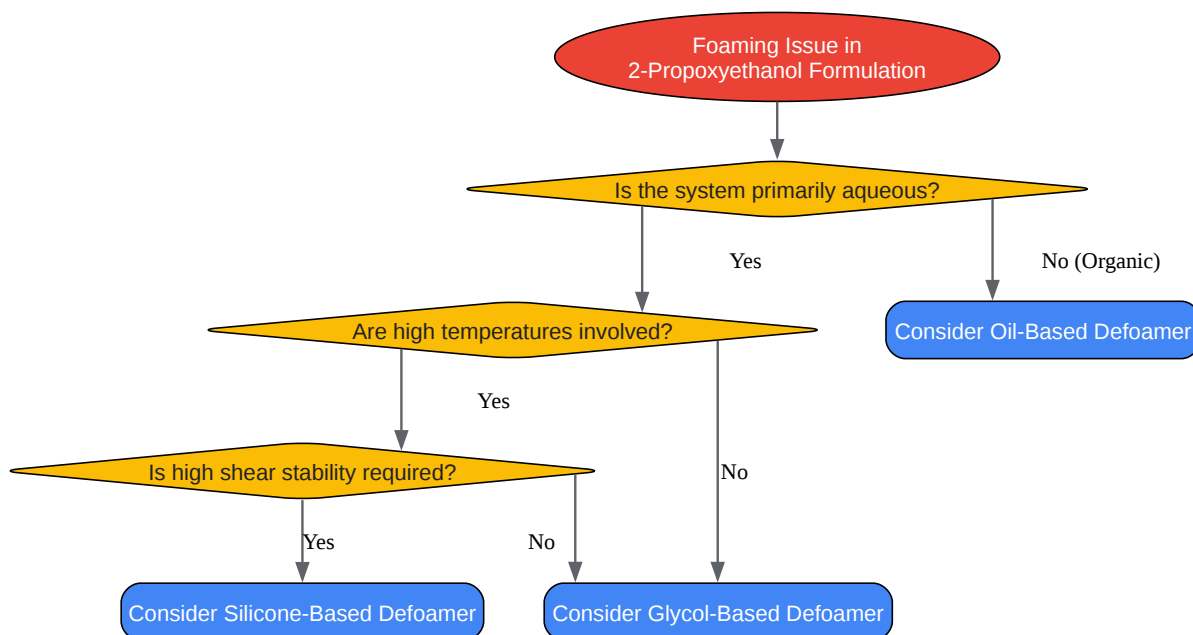 Foaming Issue in
2-Propoxyethanol Formulation
Is the system primarily aqueous?
Yes
No (Organic)
Are high temperatures involved?
Consider Oil-Based Defoamer
Yes
Is high shear stability required?
No
Yes
No
Consider Silicone-Based Defoamer
Consider Glycol-Based Defoamer